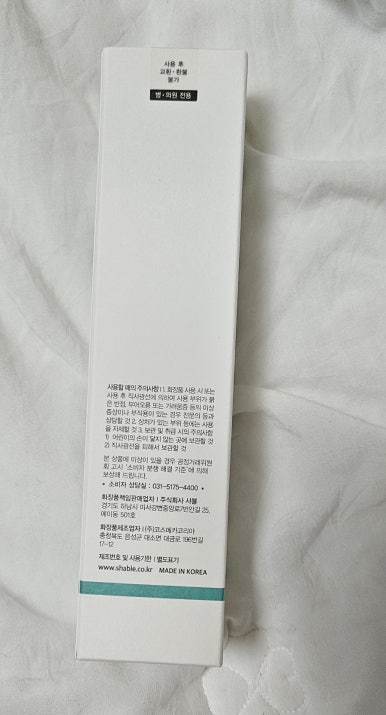 사용 후
교환·환불
불가
병·의원 전용
사용할 때의 주의사항 | 1. 화장품 사용 시 또는
사용 후 직사광선에 의하여 사용 부위가 붉
은 반점, 부어오름 또는 가려움증 등의 이상
증상이나 부작용이 있는 경우 전문의 등과
상담할 것 2. 상처가 있는 부위 등에는 사용
을 자제할 것 3. 보관 및 취급 시의 주의사항
1) 어린이의 손이 닿지 않는 곳에 보관할 것
2) 직사광선을 피해서 보관할 것
본 상품에 이상이 있을 경우 공정거래위원
회 고시 '소비자 분쟁 해결 기준'에 의해
보상해 드립니다.
• 소비자 상담실 : 031-5175-4400 •
화장품책임판매업자 | 주식회사 샤블
경기도 하남시 미사강변중앙로7번안길 25,
에이동 501호
화장품제조업자 | (주)코스메카코리아
충청북도 음성군 대소면 대금로 196번길
17-12
제조번호 및 사용기한 | 별도표기
www.shable.co.kr MADE IN KOREA